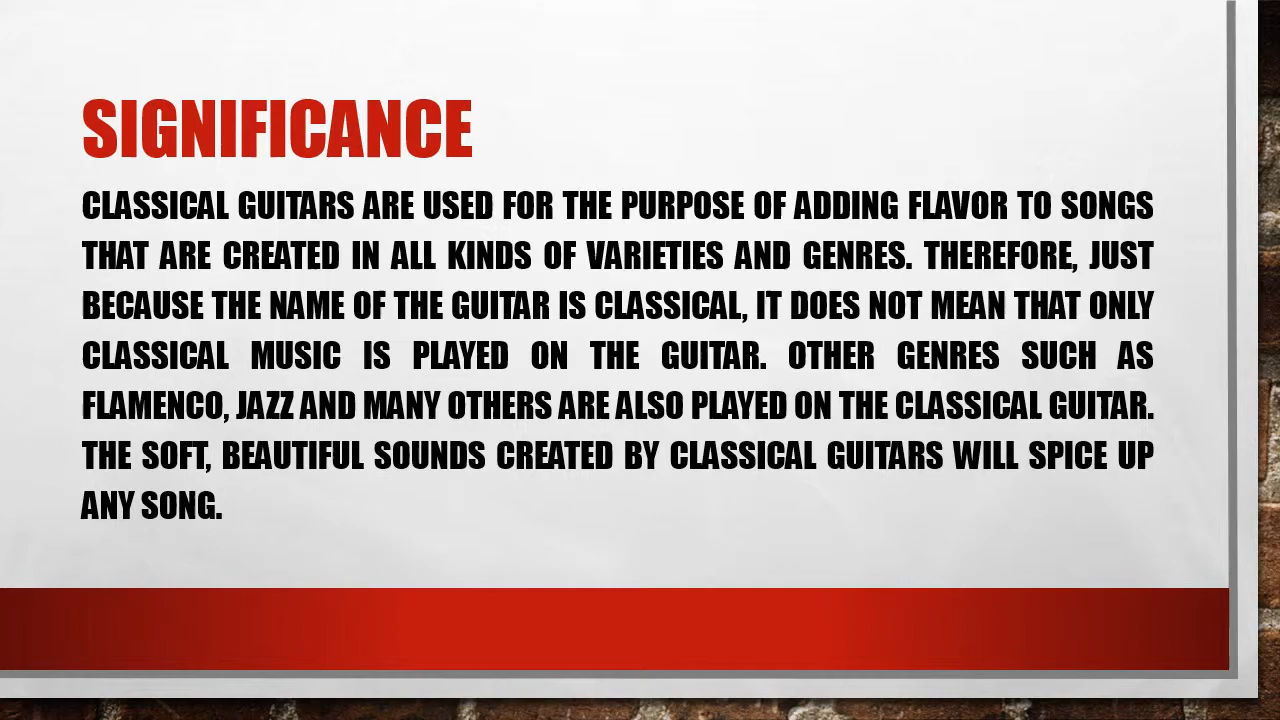 SIGNIFICANCE
CLASSICAL GUITARS ARE USED FOR THE PURPOSE OF ADDING FLAVOR TO SONGS
THAT ARE CREATED IN ALL KINDS OF VARIETIES AND GENRES. THEREFORE, JUST
BECAUSE THE NAME OF THE GUITAR IS CLASSICAL, IT DOES NOT MEAN THAT ONLY
CLASSICAL MUSIC IS PLAYED ON THE GUITAR. OTHER GENRES SUCH AS
FLAMENCO, JAZZ AND MANY OTHERS ARE ALSO PLAYED ON THE CLASSICAL GUITAR.
THE SOFT, BEAUTIFUL SOUNDS CREATED BY CLASSICAL GUITARS WILL SPICE UP
ANY SONG.